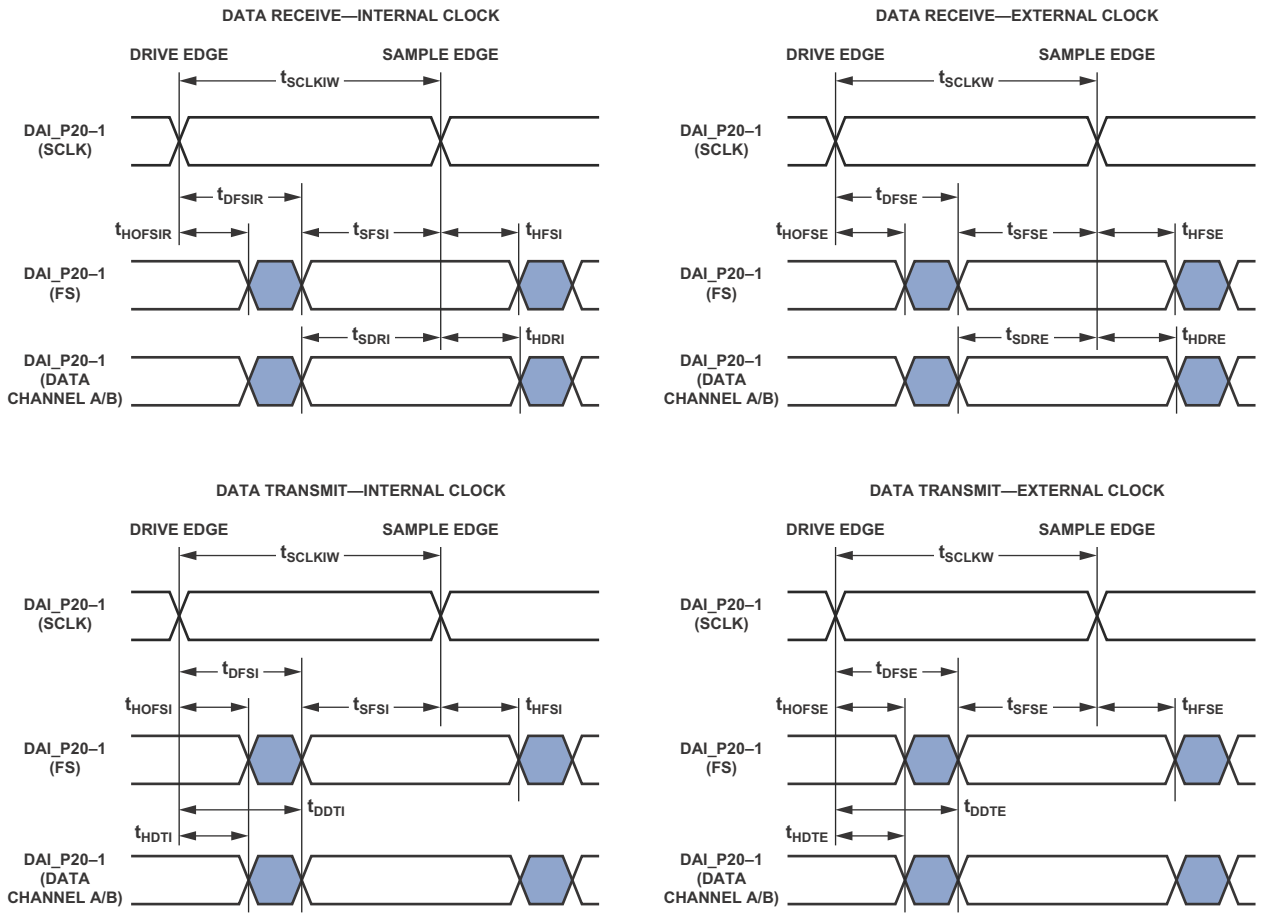 DATA RECEIVE—INTERNAL CLOCK
DRIVE EDGE
SAMPLE EDGE
tSCLKIW
DAI_P20–1
(SCLK)
tDFSIR
tHOFSIR
tSFSI
tHFSI
DAI_P20–1
(FS)
tSDRI
tHDRI
DAI_P20–1
(DATA
CHANNEL A/B)
DATA RECEIVE—EXTERNAL CLOCK
DRIVE EDGE
SAMPLE EDGE
tSCLKW
DAI_P20–1
(SCLK)
tDFSE
tHOFSE
tSFSE
tHFSE
DAI_P20–1
(FS)
tSDRE
tHDRE
DAI_P20–1
(DATA
CHANNEL A/B)
DATA TRANSMIT—INTERNAL CLOCK
DRIVE EDGE
SAMPLE EDGE
tSCLKIW
DAI_P20–1
(SCLK)
tDFSI
tHOFSI
tSFSI
tHFSI
DAI_P20–1
(FS)
tDDTI
tHDTI
DAI_P20–1
(DATA
CHANNEL A/B)
DATA TRANSMIT—EXTERNAL CLOCK
DRIVE EDGE
SAMPLE EDGE
tSCLKW
DAI_P20–1
(SCLK)
tDFSE
tHOFSE
tSFSE
tHFSE
DAI_P20–1
(FS)
tDDTE
tHDTE
DAI_P20–1
(DATA
CHANNEL A/B)